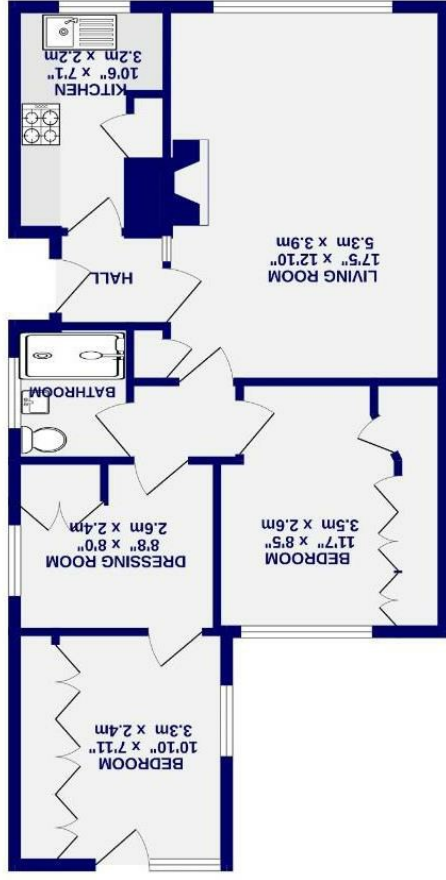 BEDROOM
10'10" x 7'11"
3.3m x 2.4m
BEDROOM
11'7" x 8'5"
3.5m x 2.6m
DRESSING ROOM
8'8" x 8'0"
2.6m x 2.4m
BATHROOM
HALL
LIVING ROOM
17'5" x 12'10"
5.3m x 3.9m
KITCHEN
10'6" x 7'1"
3.2m x 2.2m